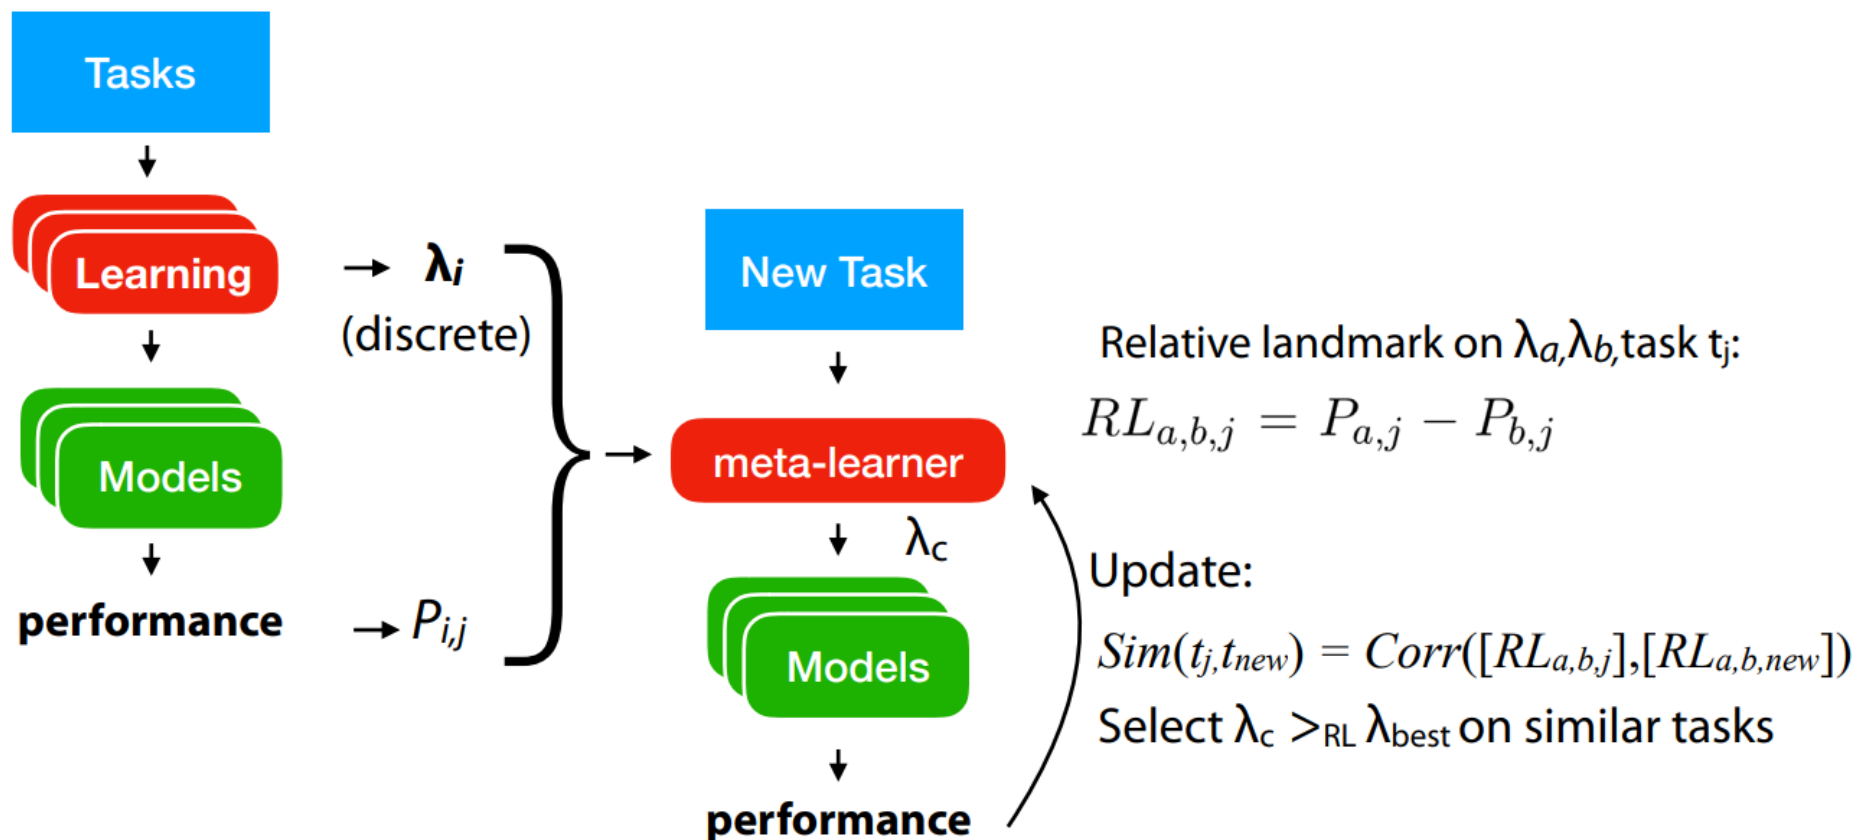 Tasks
Learning
λi
(discrete)
Models
performance
Pi,j
New Task
meta-learner
λc
Models
performance
Relative landmark on λa,λb,task tj:
RLa,b,j = Pa,j − Pb,j
Update:
Sim(tj,tnew) = Corr([RLa,b,j],[RLa,b,new])
Select λc >RL λbest on similar tasks